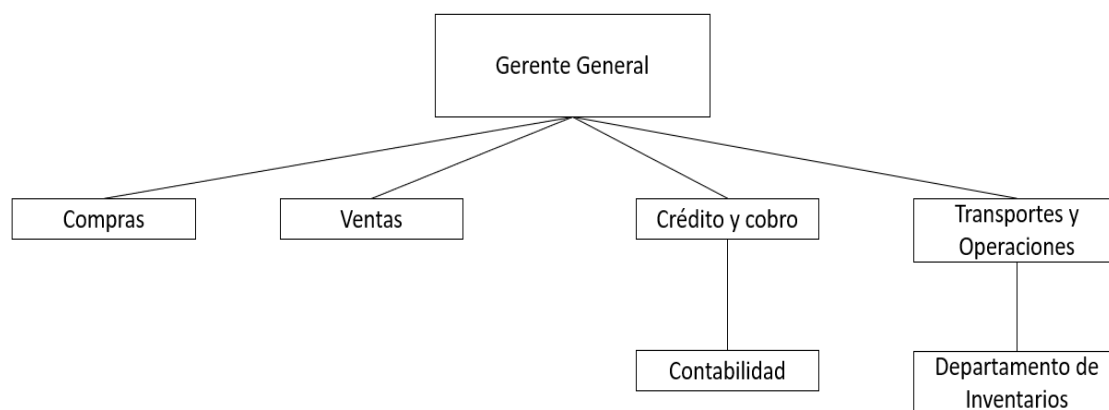 Gerente General
Compras
Ventas
Crédito y cobro
Transportes y
Operaciones
Contabilidad
Departamento de
Inventarios